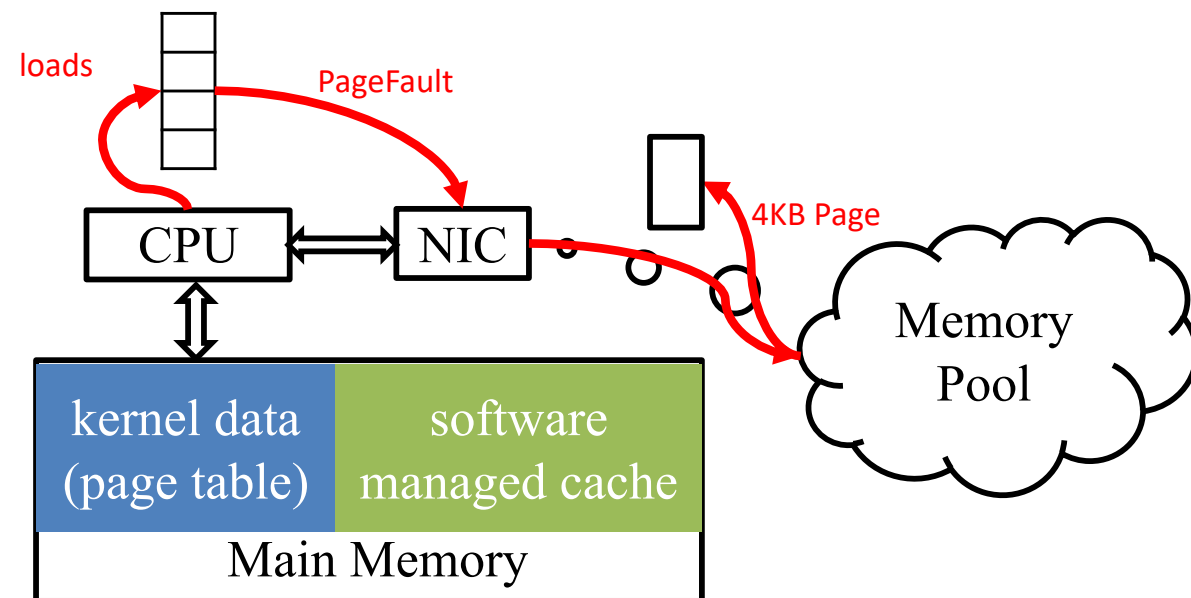 loads
PageFault
4KB Page
CPU
NIC
Memory
Pool
kernel data
(page table)
software
managed cache
Main Memory